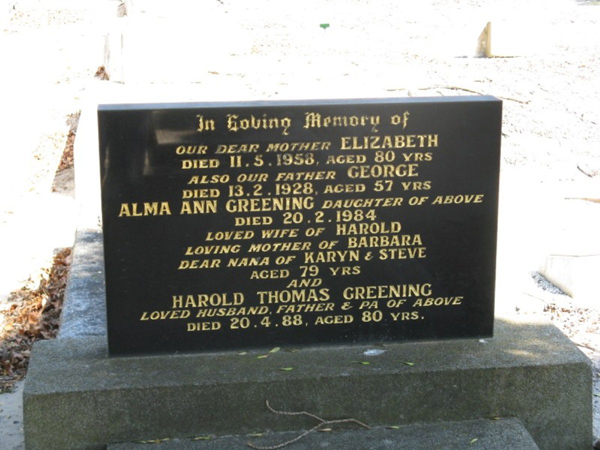 In Loving Memory of
OUR DEAR MOTHER ELIZABETH
DIED 11.5.1958, AGED 80 YRS
ALSO OUR FATHER GEORGE
DIED 13.2.1928, AGED 57 YRS
ALMA ANN GREENING DAUGHTER OF ABOVE
DIED 20.2.1984
LOVED WIFE OF HAROLD
LOVING MOTHER OF BARBARA
DEAR NANA OF KARYN & STEVE
AGED 79 YRS
AND
HAROLD THOMAS GREENING
LOVED HUSBAND, FATHER & PA OF ABOVE
DIED 20.4.88, AGED 80 YRS.